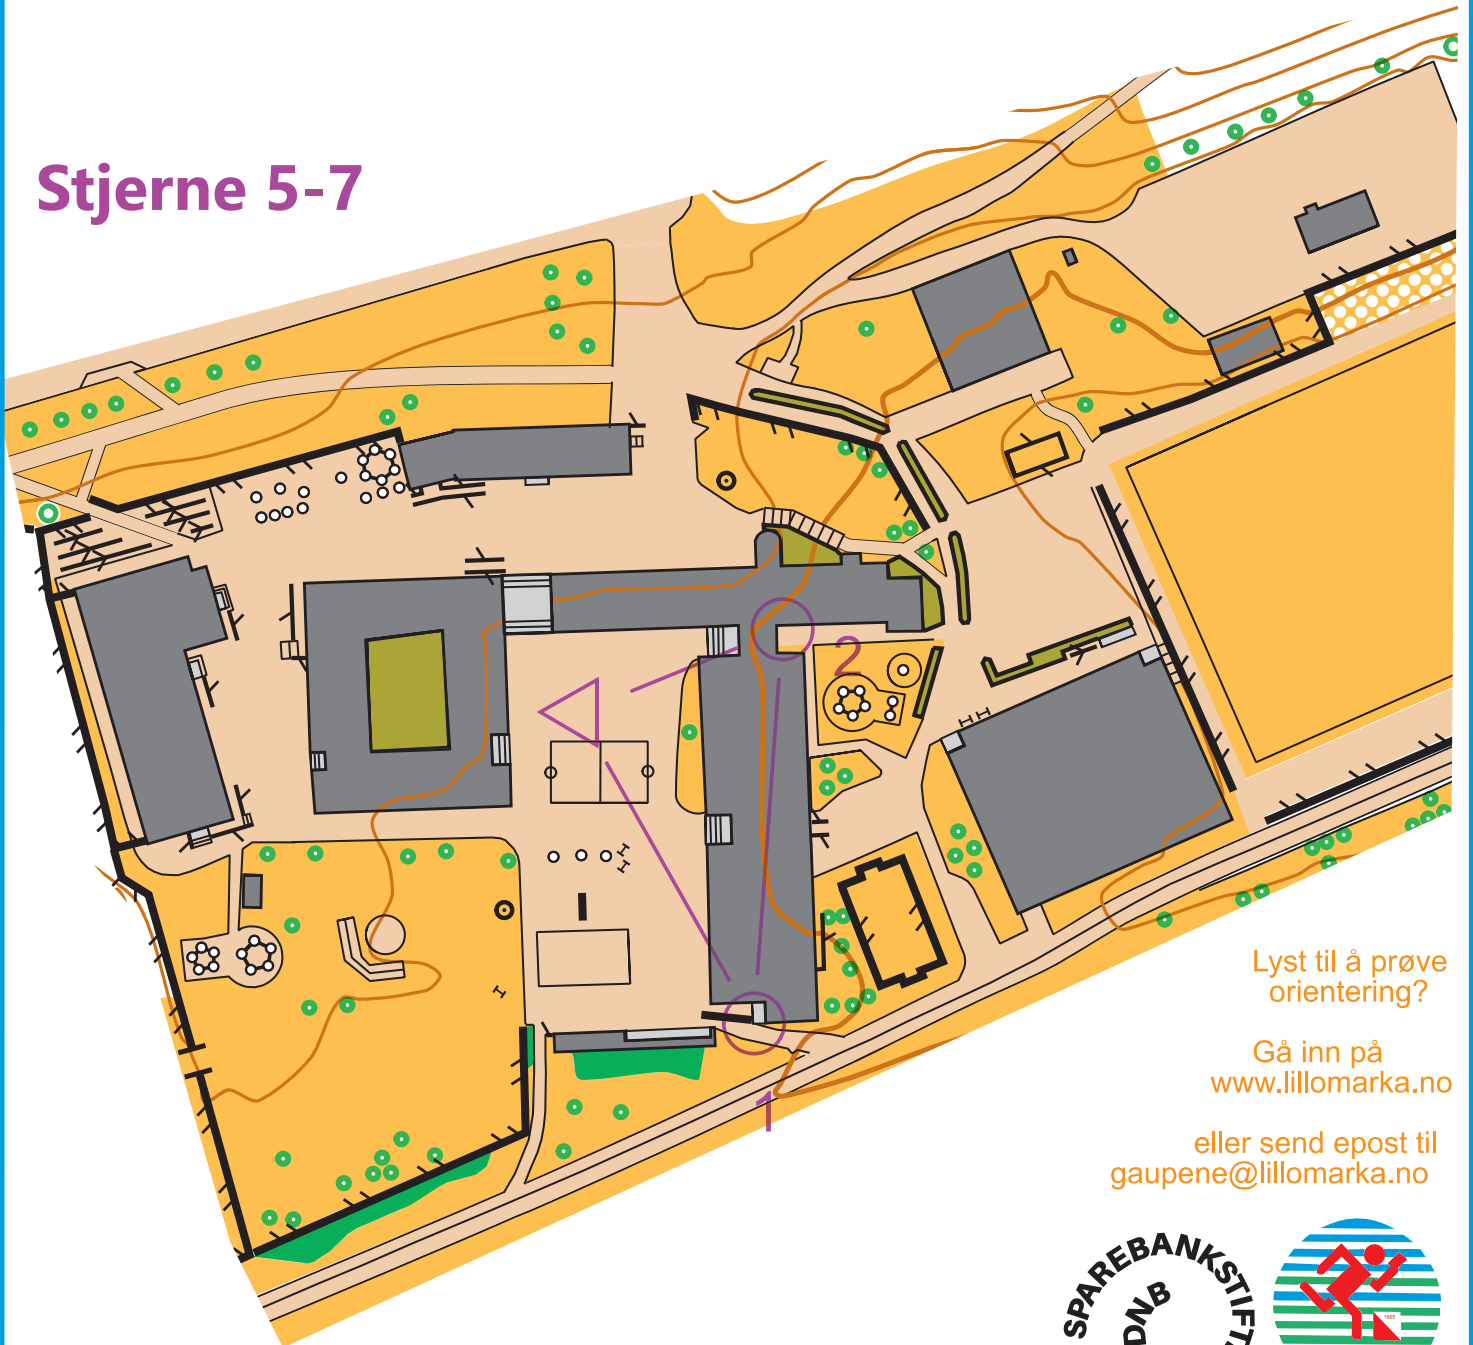 Stjerne 5-7
2
1
Lyst til å prøve
orientering?
Gå inn på
www.lillomarka.no
eller send epost til
gaupene@lillomarka.no
DNB
1985